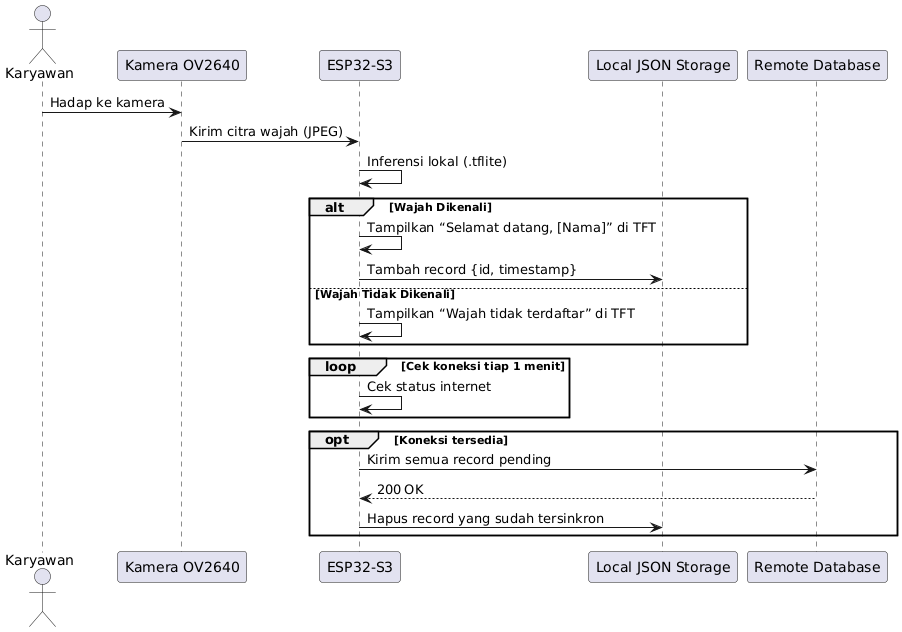 Karyawan
Kamera OV2640
ESP32-S3
Local JSON Storage
Remote Database
Hadap ke kamera
Kirim citra wajah (JPEG)
Inferensi lokal (.tflite)
alt
[Wajah Dikenali]
Tampilkan “Selamat datang, [Nama]” di TFT
Tambah record {id, timestamp}
[Wajah Tidak Dikenali]
Tampilkan “Wajah tidak terdaftar” di TFT
loop
[Cek koneksi tiap 1 menit]
Cek status internet
opt
[Koneksi tersedia]
Kirim semua record pending
200 OK
Hapus record yang sudah tersinkron
Karyawan
Kamera OV2640
ESP32-S3
Local JSON Storage
Remote Database